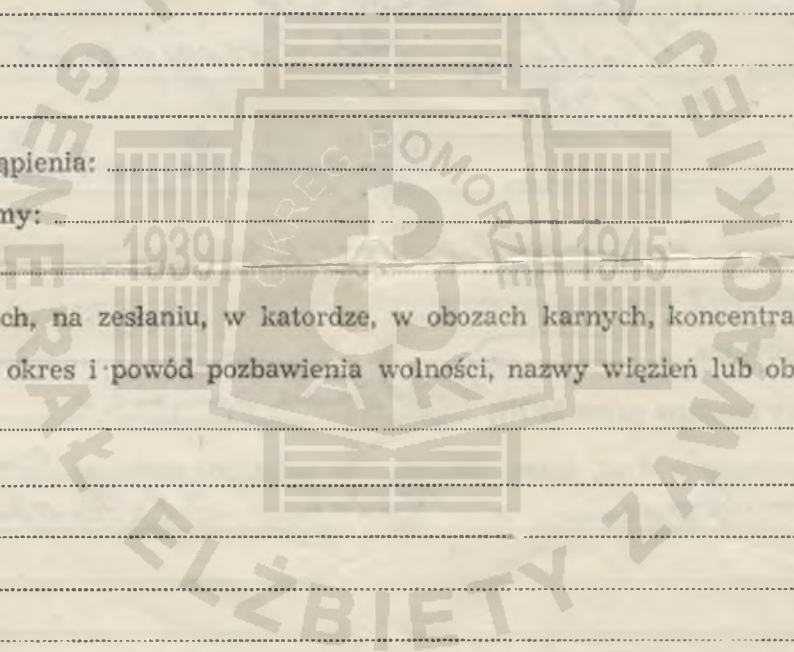 ąpienia:
my:
ch, na zesłaniu, w katordze, w obozach karnych, koncentra
okres i powód pozbawienia wolności, nazwy więzień lub ob
1939
1945
OKRĘG POMORZE
AK
GENERAŁ ELŻBIETY ZAWACKIEJ